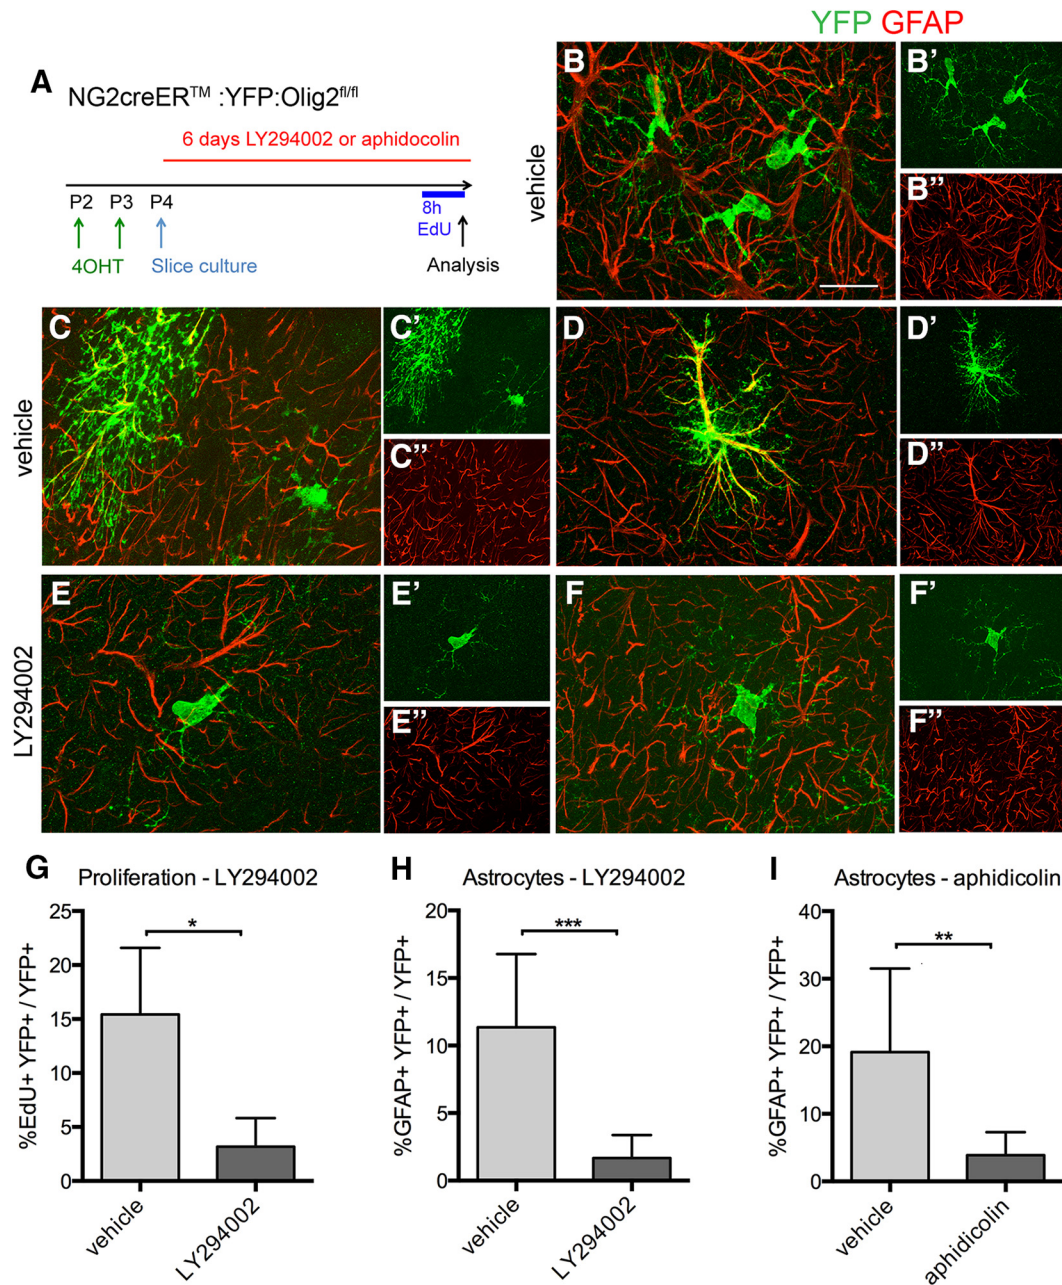 YFP GFAP
A
NG2creER™ :YFP:Olig2fl/fl
6 days LY294002 or aphidocolin
P2 P3 P4
8h
EdU
4OHT Slice culture Analysis
vehicle
B
B’
B”
vehicle
C
C’
C”
D
D’
D”
LY294002
E
E’
E”
F
F’
F”
G
Proliferation - LY294002
%EdU+ YFP+ / YFP+
25
20
15
10
5
0
*
vehicle
LY294002
H
Astrocytes - LY294002
%GFAP+ YFP+ / YFP+
20
15
10
5
0
***
vehicle
LY294002
I
Astrocytes - aphidicolin
%GFAP+ YFP+ / YFP+
40
30
20
10
0
**
vehicle
aphidicolin